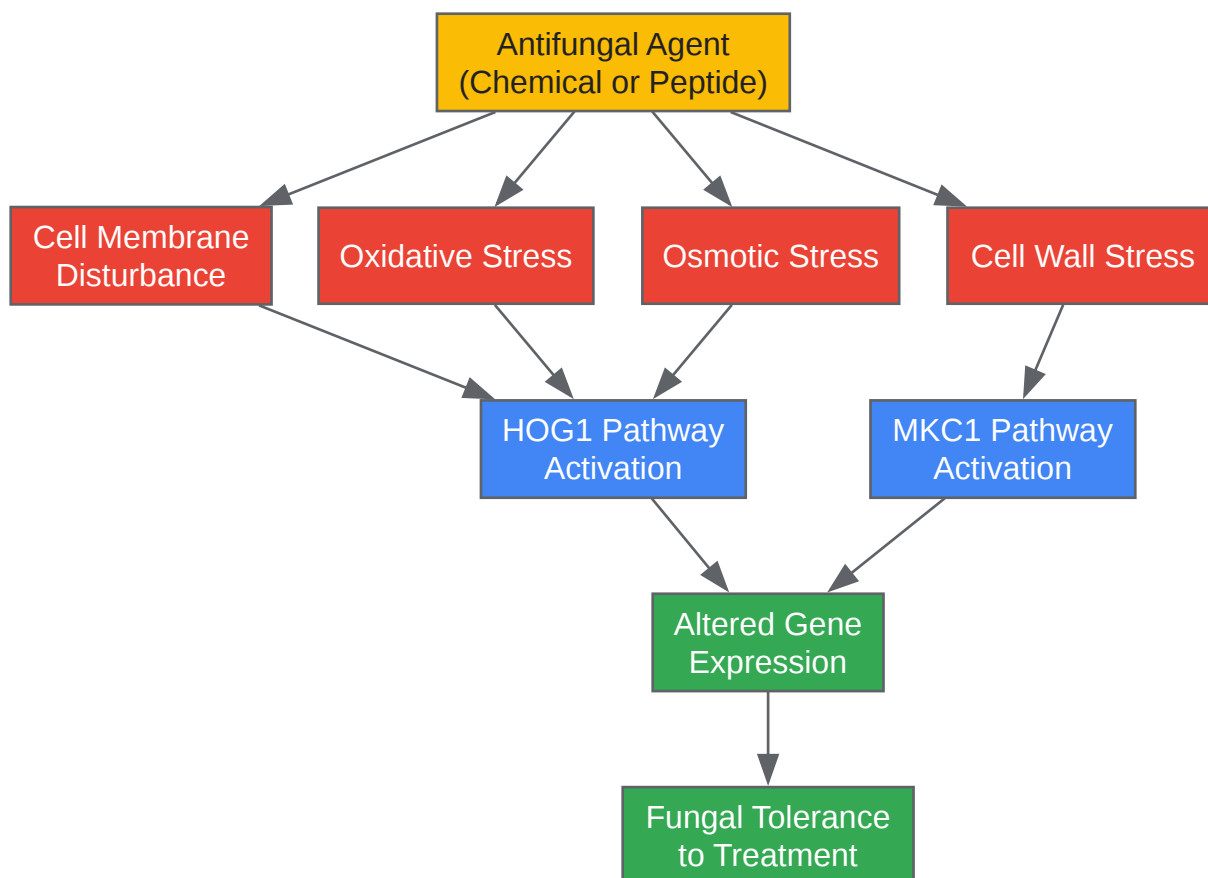 Antifungal Agent
(Chemical or Peptide)
Cell Membrane
Disturbance
Oxidative Stress
Osmotic Stress
Cell Wall Stress
HOG1 Pathway
Activation
MKC1 Pathway
Activation
Altered Gene
Expression
Fungal Tolerance
to Treatment